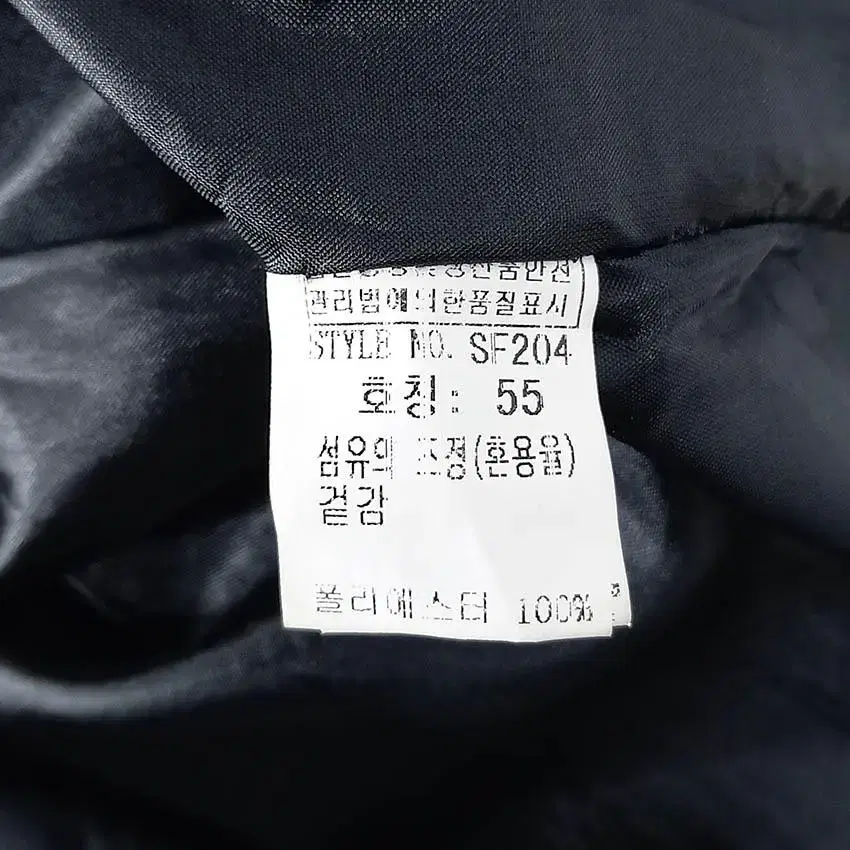 관리법에의한품질표시
STYLE NO. SF204
호칭: 55
섬유의 조정(혼용율)
겉감
폴리에스터 100%